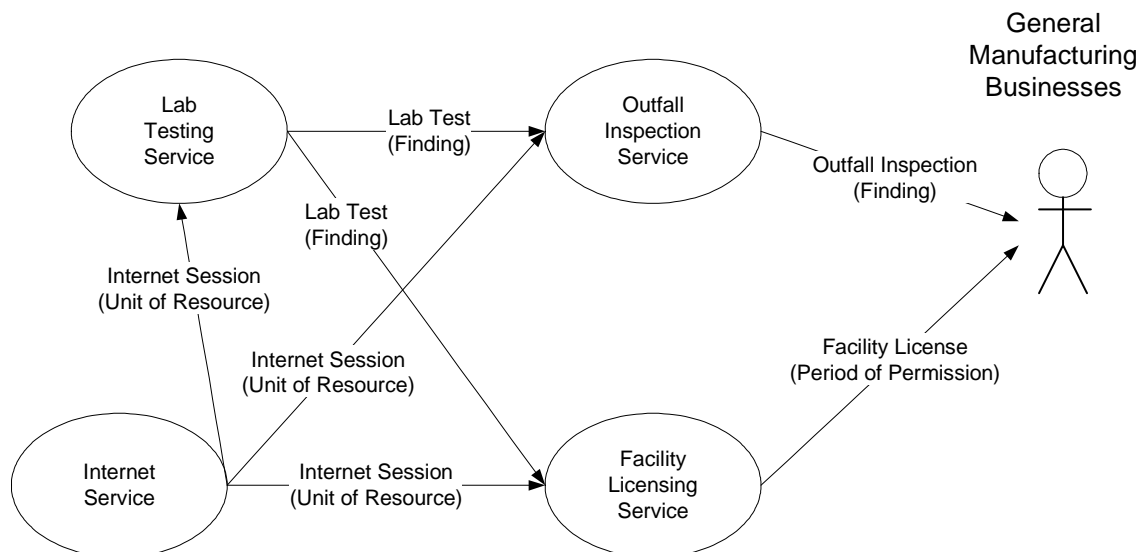 General
Manufacturing
Businesses
Lab
Testing
Service
Lab Test
(Finding)
Outfall
Inspection
Service
Outfall Inspection
(Finding)
Lab Test
(Finding)
Internet Session
(Unit of Resource)
Internet Session
(Unit of Resource)
Facility License
(Period of Permission)
Internet
Service
Internet Session
(Unit of Resource)
Facility
Licensing
Service